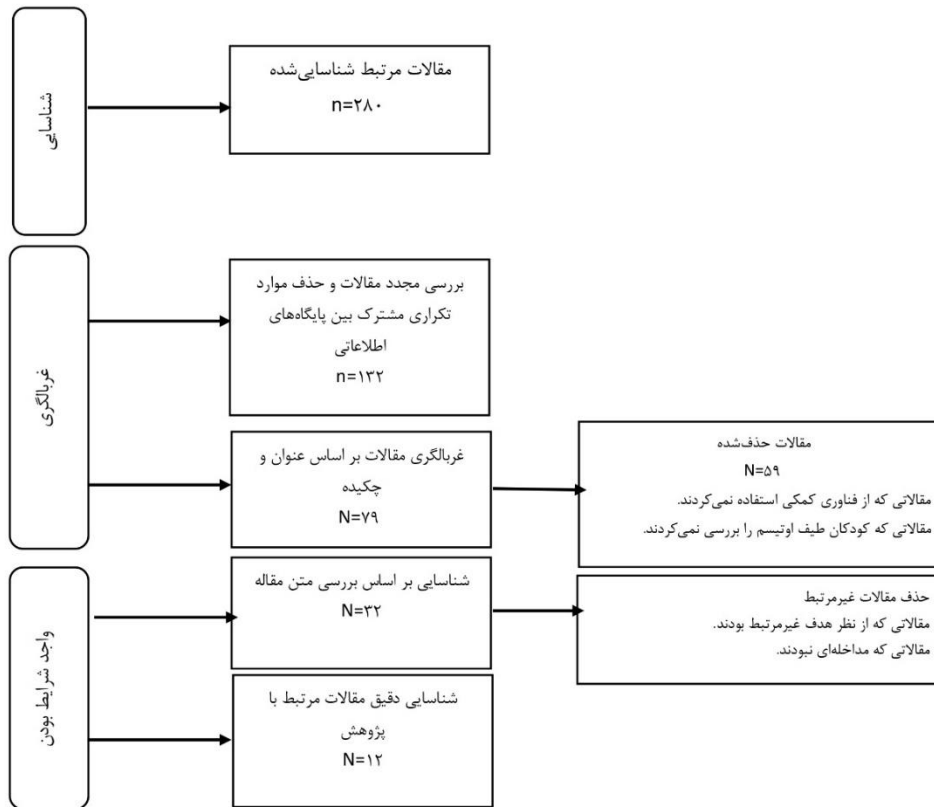 شناسایی
مقالات مرتبط شناسایی‌شده
n=۲۸۰
غربالگری
بررسی مجدد مقالات و حذف موارد
تکراری مشترک بین پایگاه‌های
اطلاعاتی
n=۱۳۲
غربالگری مقالات بر اساس عنوان و
چکیده
N=۷۹
مقالات حذف‌شده
N=۵۹
مقالاتی که از فناوری کمکی استفاده نمی‌کردند.
مقالاتی که کودکان طیف اوتیسم را بررسی نمی‌کردند.
واجد شرایط بودن
شناسایی بر اساس بررسی متن مقاله
N=۳۲
حذف مقالات غیرمرتبط
مقالاتی که از نظر هدف غیرمرتبط بودند.
مقالاتی که مداخله‌ای نبودند.
شناسایی دقیق مقالات مرتبط با
پژوهش
N=۱۲